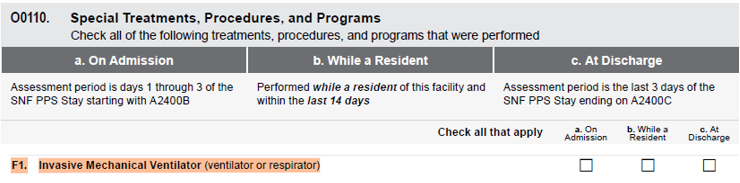 O0110. Special Treatments, Procedures, and Programs
Check all of the following treatments, procedures, and programs that were performed
a. On Admission b. While a Resident c. At Discharge
Assessment period is days 1 through 3 of the Performed while a resident of this facility and Assessment period is the last 3 days of the
SNF PPS Stay starting with A2400B within the last 14 days SNF PPS Stay ending on A2400C
Check all that apply a. On b. While a c. At
Admission Resident Discharge
F1. Invasive Mechanical Ventilator (ventilator or respirator)